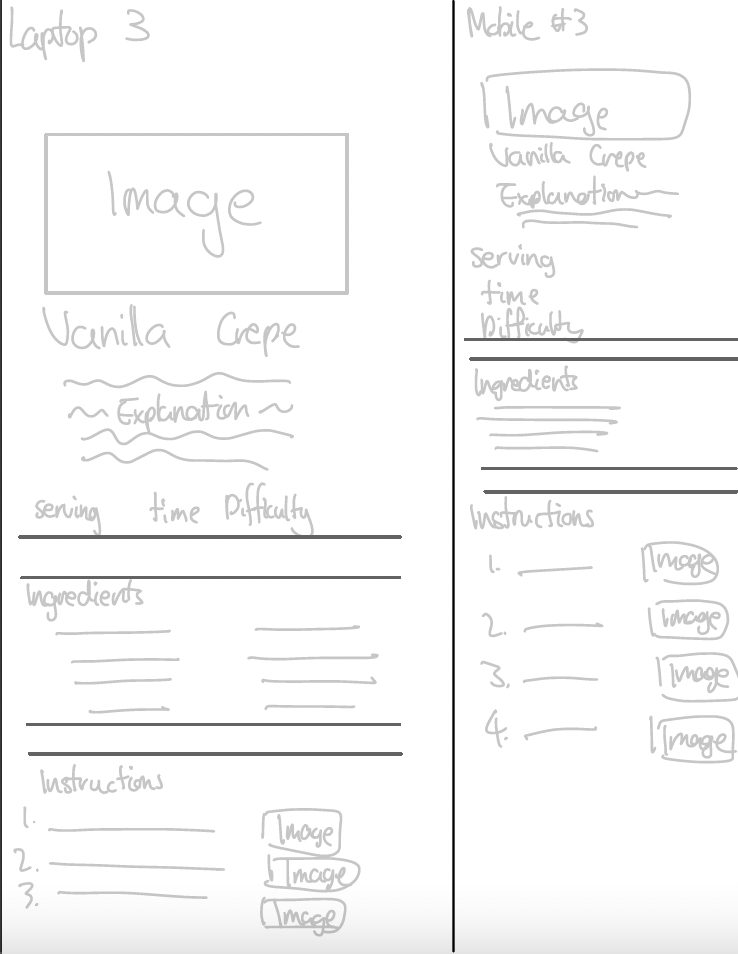 Laptop 3
Image
Vanilla Crepe
Explanation
serving time Difficulty
Ingredients
Instructions
1.
Image
2.
Image
3.
Image
Mobile #3
Image
Vanilla Crepe
Explanation
serving
time
Difficulty
Ingredients
Instructions
1. Image
2. Image
3. Image
4. Image